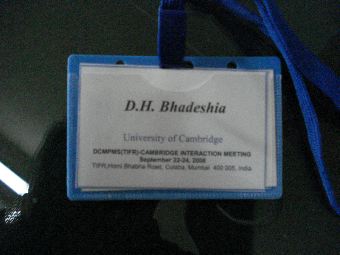 D.H. Bhadeshia
University of Cambridge
DCMPMS(TIFR)-CAMBRIDGE INTERACTION MEETING
September 22-24, 2008
TIFR,Homi Bhabha Road, Colaba, Mumbai 400 005, India